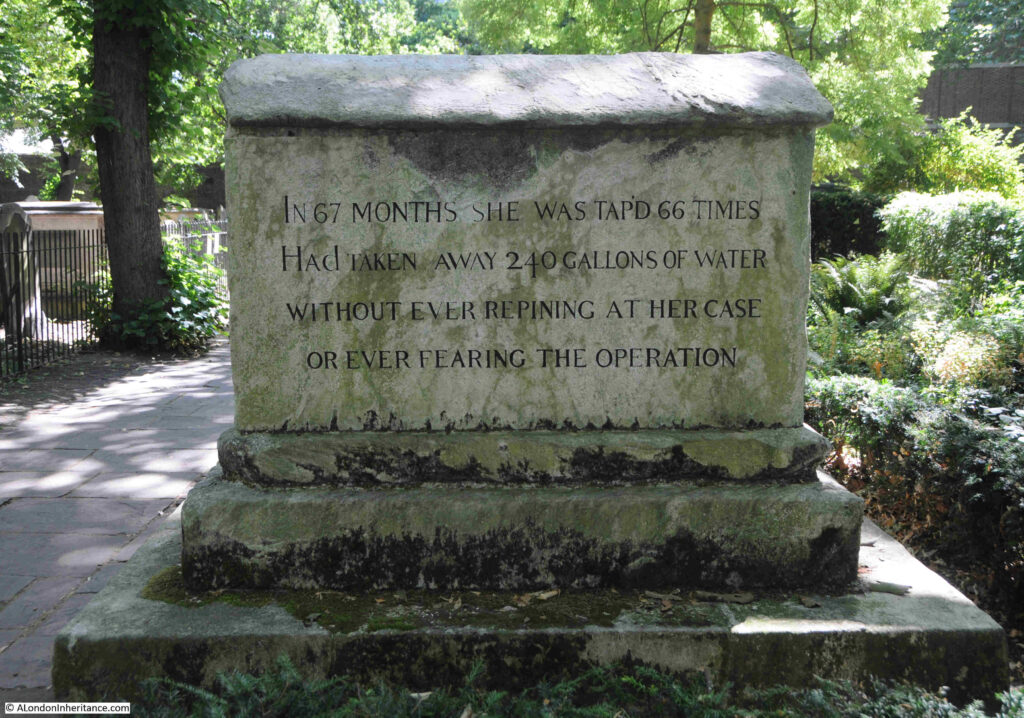 In 67 MONTHS SHE WAS TAP'D 66 TIMES
Had TAKEN AWAY 240 GALLONS OF WATER
WITHOUT EVER REPINING AT HER CASE
OR EVER FEARING THE OPERATION
© ALondonInheritance.com